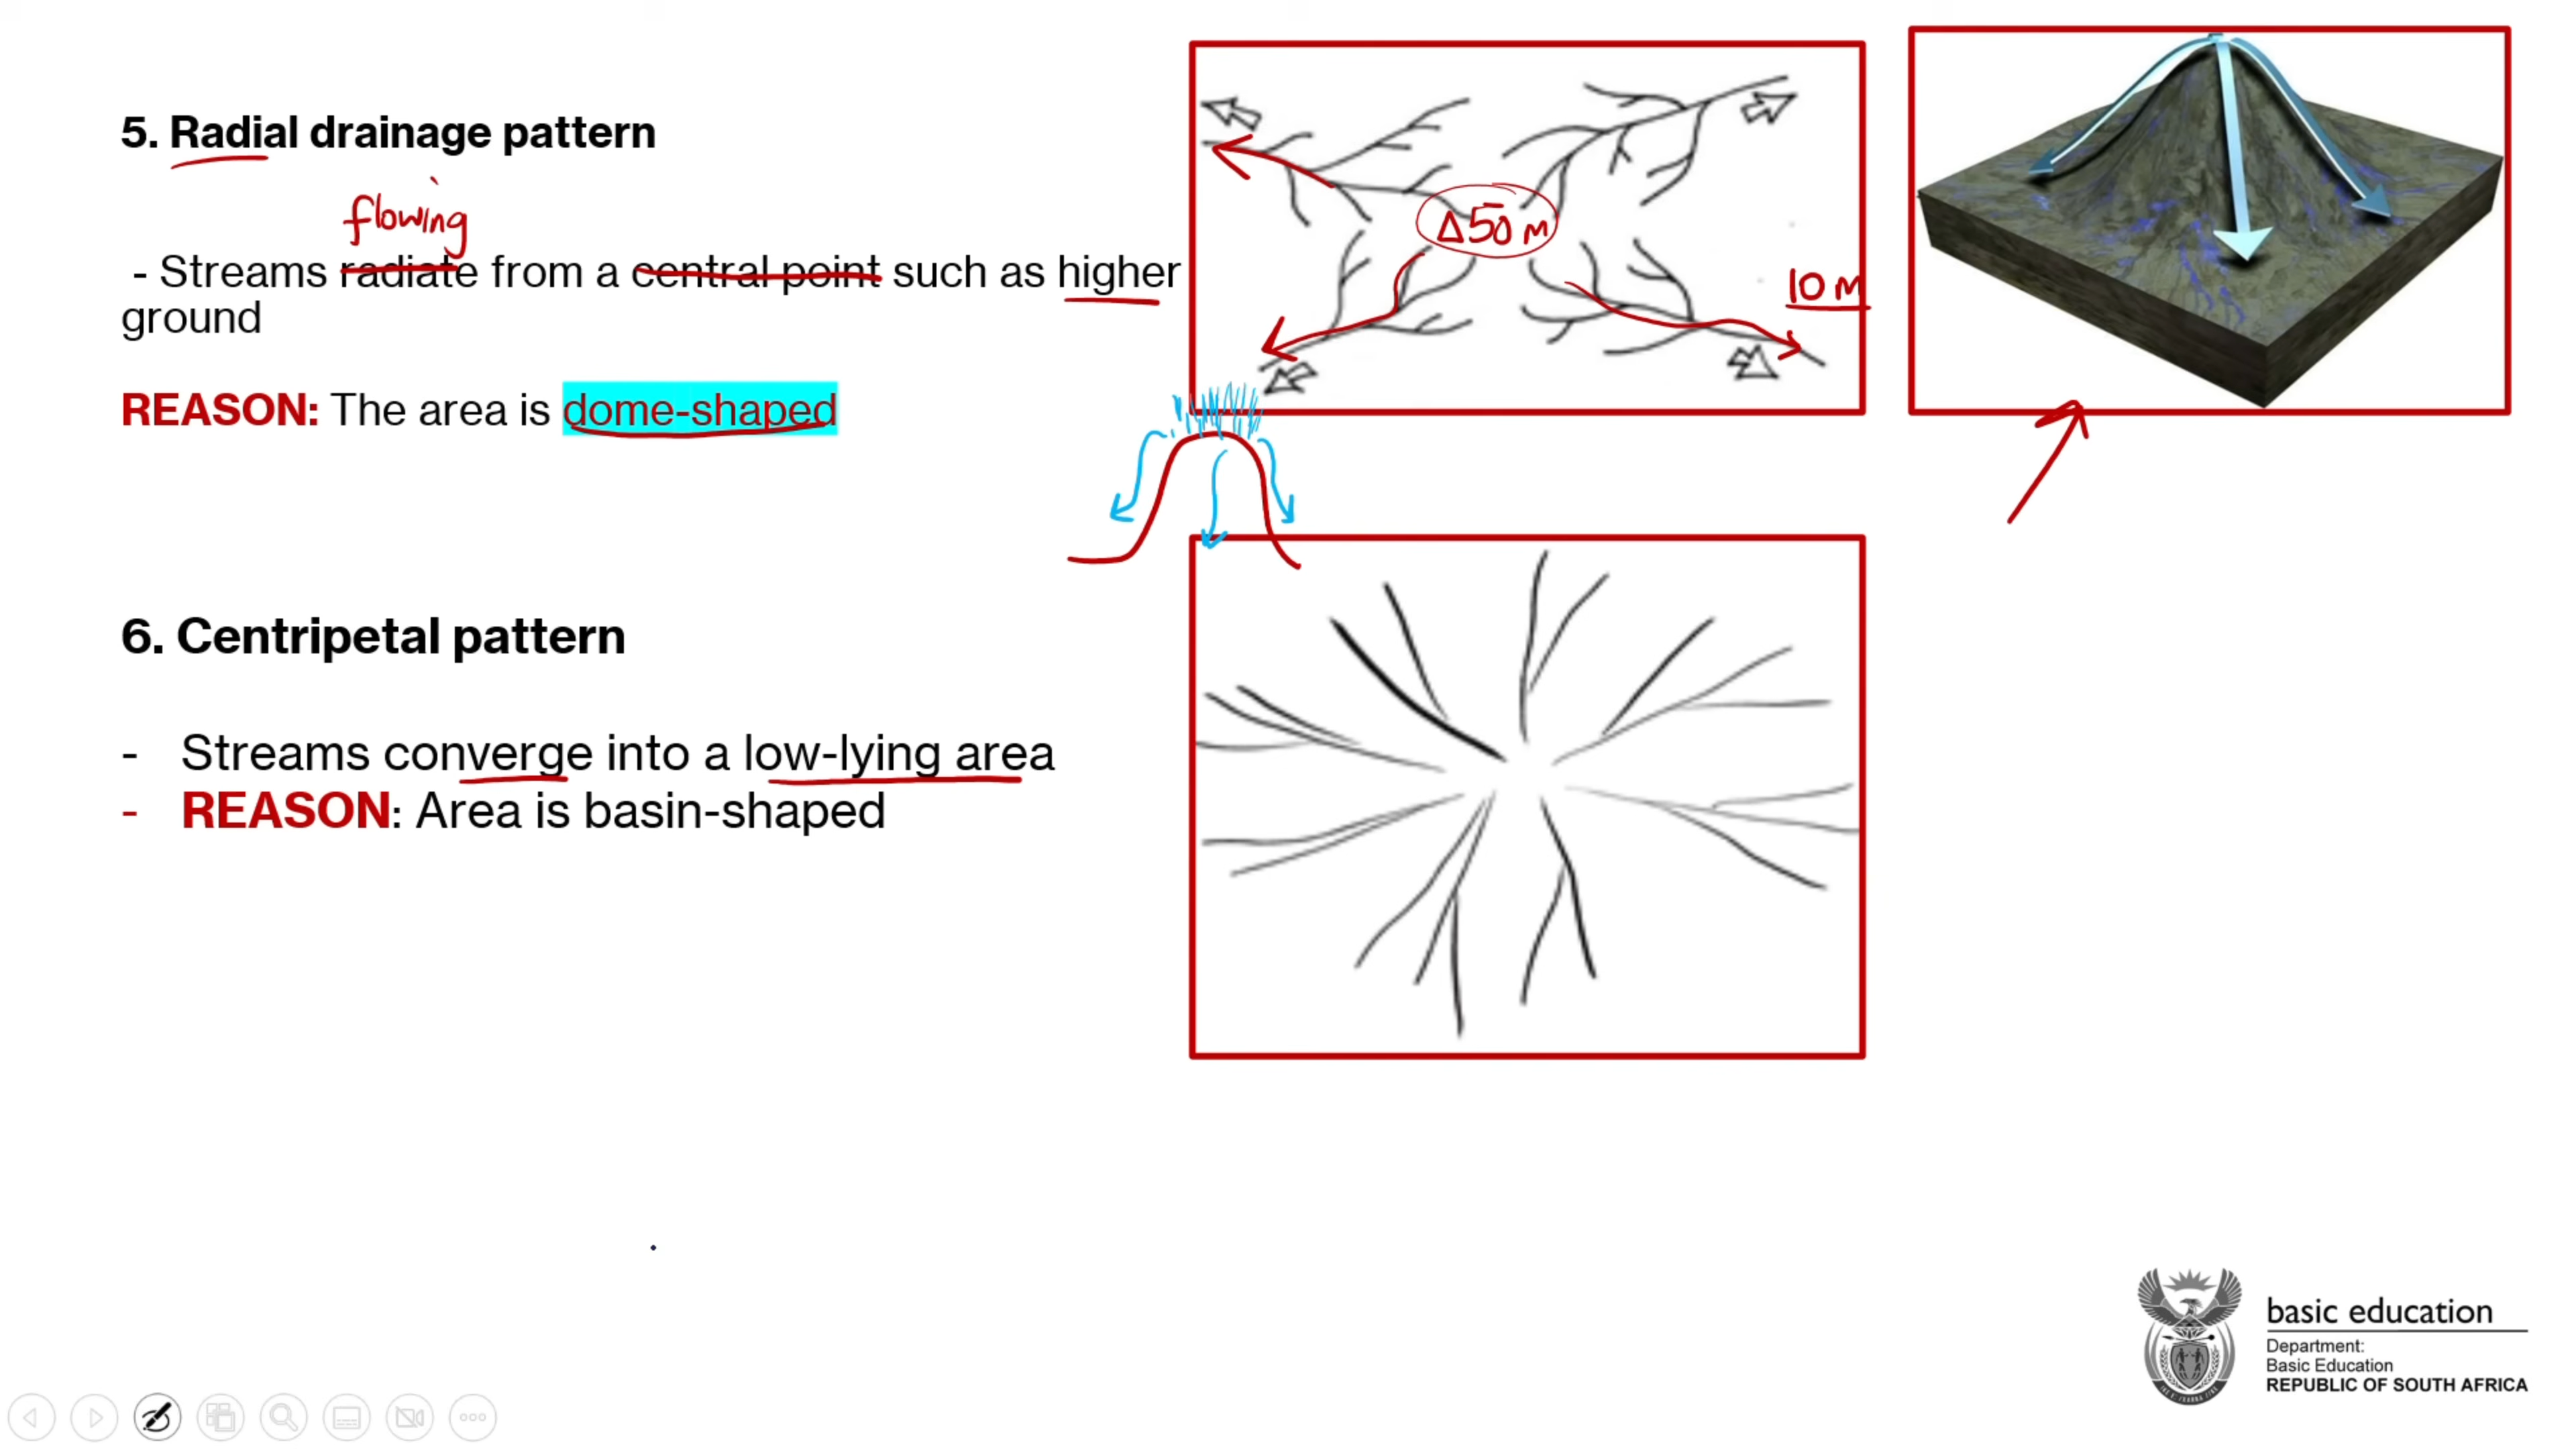 5. Radial drainage pattern
flowing
- Streams radiate from a central point such as higher
ground
REASON: The area is dome-shaped
Δ50 M
10 M
6. Centripetal pattern
- Streams converge into a low-lying area
- REASON: Area is basin-shaped
basic education
Department:
Basic Education
REPUBLIC OF SOUTH AFRICA